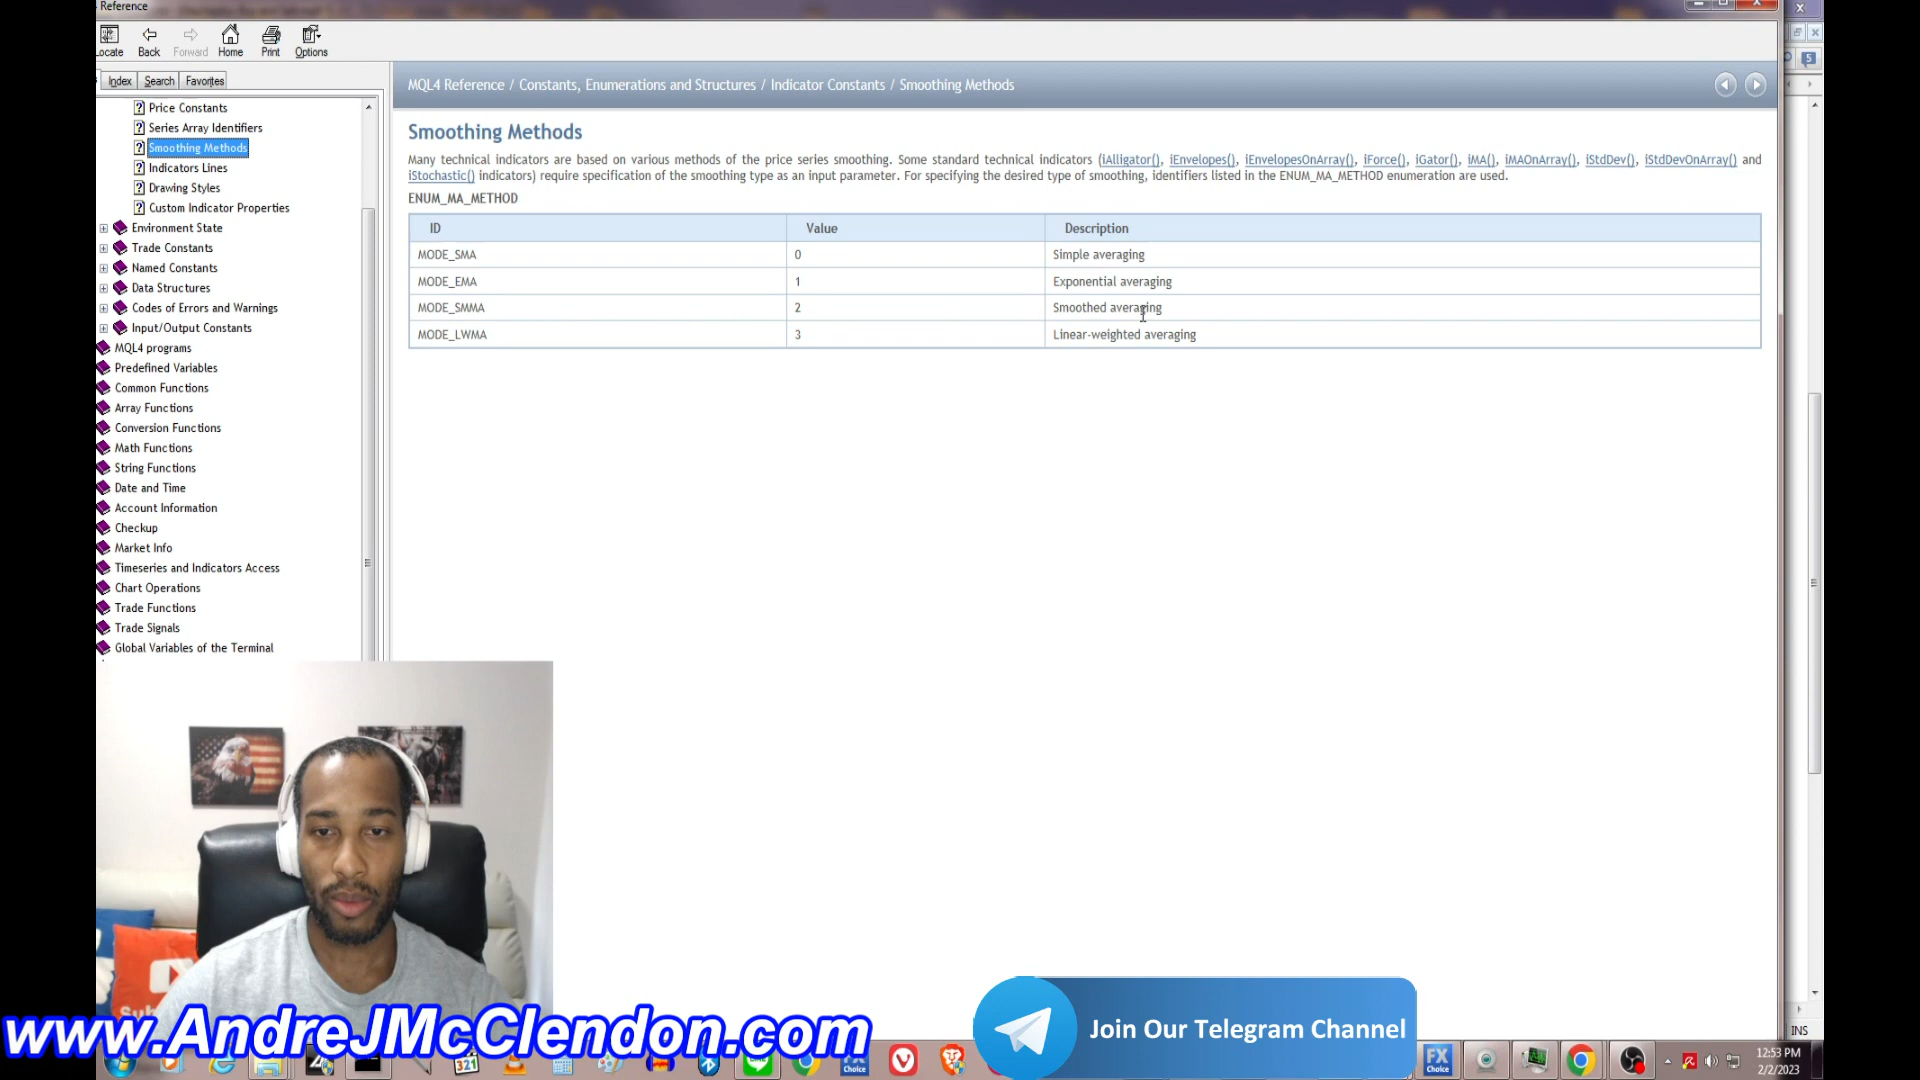 Reference
Locate
Back
Forward
Home
Print
Options
5
Index
Search
Favorites
MQL4 Reference / Constants, Enumerations and Structures / Indicator Constants / Smoothing Methods
Price Constants
Series Array Identifiers
Smoothing Methods
Indicators Lines
Drawing Styles
Custom Indicator Properties
Environment State
Trade Constants
Named Constants
Data Structures
Codes of Errors and Warnings
Input/Output Constants
MQL4 programs
Predefined Variables
Common Functions
Array Functions
Conversion Functions
Math Functions
String Functions
Date and Time
Account Information
Checkup
Market Info
Timeseries and Indicators Access
Chart Operations
Trade Functions
Trade Signals
Global Variables of the Terminal
Smoothing Methods
Many technical indicators are based on various methods of the price series smoothing. Some standard technical indicators (iAlligator(), iEnvelopes(), iEnvelopesOnArray(), iForce(), iGator(), iMA(), iMAOnArray(), iStdDev(), iStdDevOnArray() and
iStochastic() indicators) require specification of the smoothing type as an input parameter. For specifying the desired type of smoothing, identifiers listed in the ENUM_MA_METHOD enumeration are used.
ENUM_MA_METHOD
ID Value Description
MODE_SMA 0 Simple averaging
MODE_EMA 1 Exponential averaging
MODE_SMMA 2 Smoothed averaging
MODE_LWMA 3 Linear-weighted averaging
www.AndreJMcClendon.com
Join Our Telegram Channel
INS
321
FX Choice
FX Choice
12:53 PM
2/2/2023